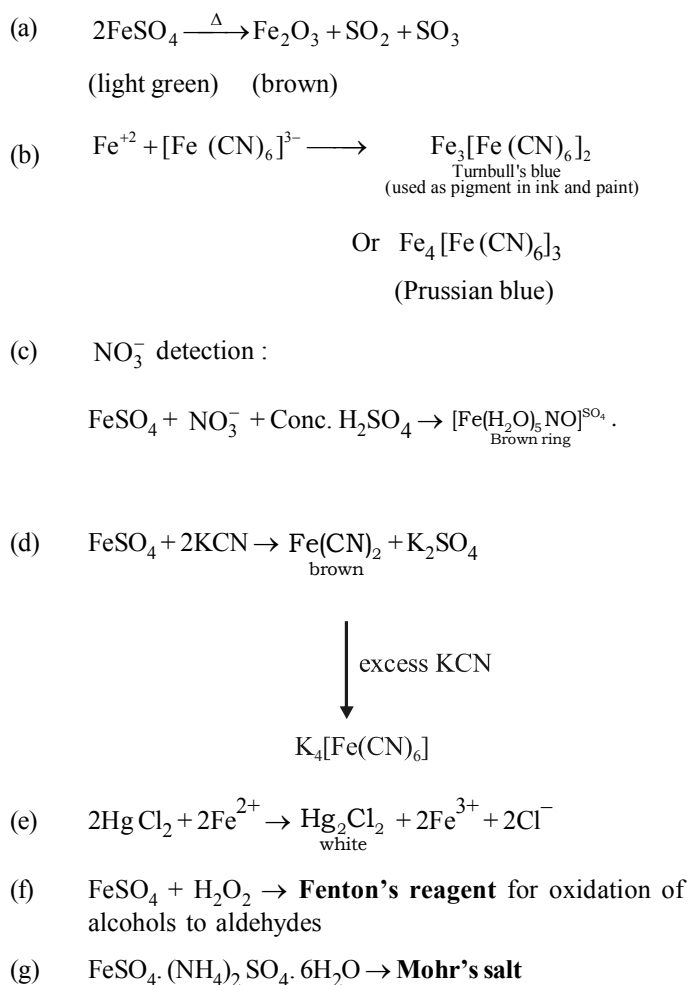 (a) 2FeSO₄ —Δ→ Fe₂O₃ + SO₂ + SO₃
(light green) (brown)
(b) Fe⁺² + [Fe (CN)₆]³⁻ ⟶ Fe₃[Fe (CN)₆]₂
Turnbull's blue
(used as pigment in ink and paint)
Or Fe₄ [Fe (CN)₆]₃
(Prussian blue)
(c) NO₃⁻ detection :
FeSO₄ + NO₃⁻ + Conc. H₂SO₄ → [Fe(H₂O)₅NO]^SO₄ .
Brown ring
(d) FeSO₄ + 2KCN → Fe(CN)₂ + K₂SO₄
brown
excess KCN
K₄[Fe(CN)₆]
(e) 2Hg Cl₂ + 2Fe²⁺ → Hg₂Cl₂ + 2Fe³⁺ + 2Cl⁻
white
(f) FeSO₄ + H₂O₂ → Fenton's reagent for oxidation of
alcohols to aldehydes
(g) FeSO₄. (NH₄)₂ SO₄. 6H₂O → Mohr's salt